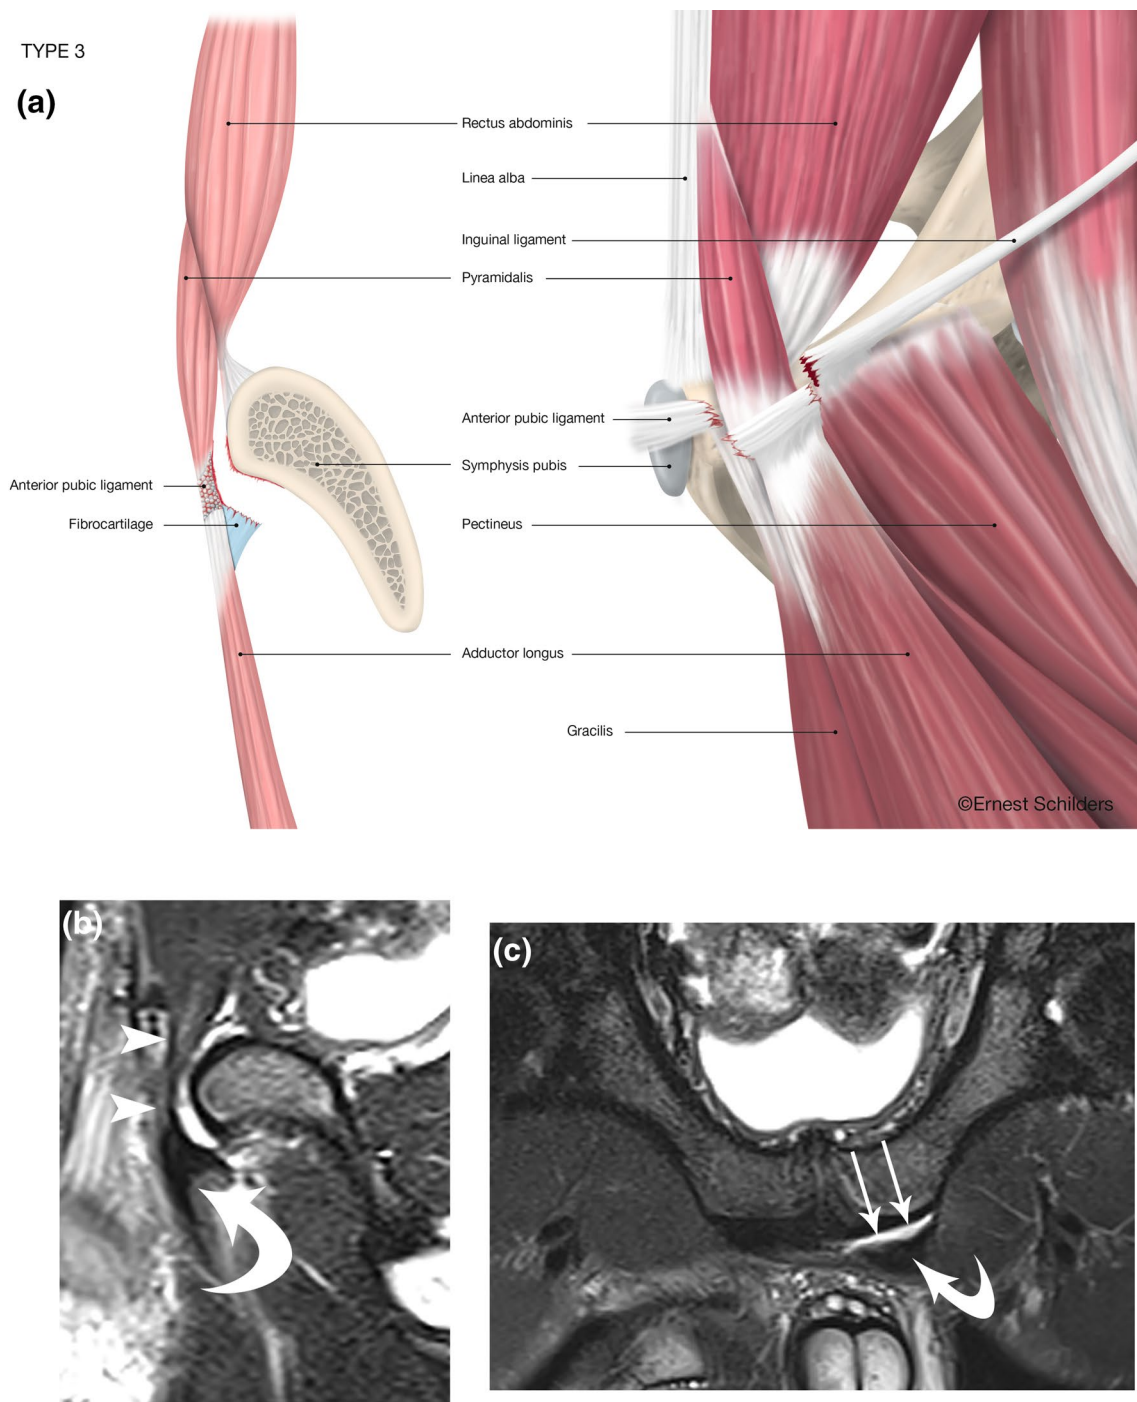 TYPE 3
(a)
Rectus abdominis
Linea alba
Inguinal ligament
Pyramidalis
Anterior pubic ligament
Symphysis pubis
Anterior pubic ligament
Fibrocartilage
Pectineus
Adductor longus
Gracilis
©Ernest Schilders
(b)
(c)